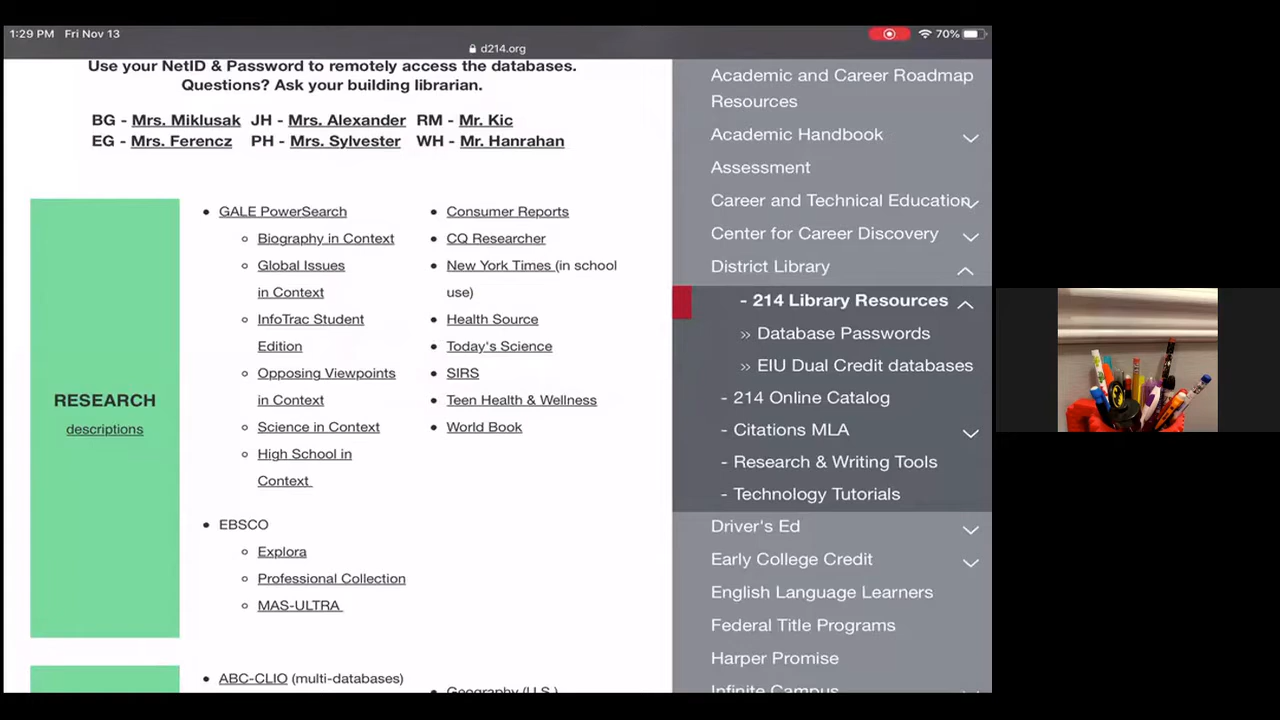 1:29 PM Fri Nov 13
70%
d214.org
Use your NetID & Password to remotely access the databases.
Questions? Ask your building librarian.
BG - Mrs. Miklusak JH - Mrs. Alexander RM - Mr. Kic
EG - Mrs. Ferencz PH - Mrs. Sylvester WH - Mr. Hanrahan
RESEARCH
descriptions
GALE PowerSearch
Biography in Context
Global Issues
in Context
InfoTrac Student
Edition
Opposing Viewpoints
in Context
Science in Context
High School in
Context
EBSCO
Explora
Professional Collection
MAS-ULTRA
Consumer Reports
CQ Researcher
New York Times (in school
use)
Health Source
Today's Science
SIRS
Teen Health & Wellness
World Book
ABC-CLIO (multi-databases)
Geography (U.S.)
Academic and Career Roadmap
Resources
Academic Handbook
Assessment
Career and Technical Education
Center for Career Discovery
District Library
- 214 Library Resources
» Database Passwords
» EIU Dual Credit databases
- 214 Online Catalog
- Citations MLA
- Research & Writing Tools
- Technology Tutorials
Driver's Ed
Early College Credit
English Language Learners
Federal Title Programs
Harper Promise
Infinite Campus